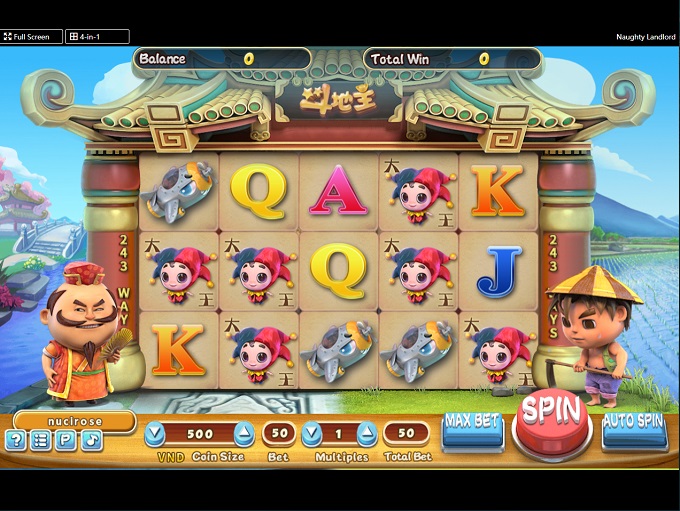 Full Screen
4-in-1
Naughty Landlord
Balance 0
Total Win 0
斗地主
Q A 大王 K
大王 大王 Q 大王 J
K 大王 大王
243 WAYS
243 WAYS
nucirose
? P
500 50 1 50
VND Coin Size Bet Multiples Total Bet
MAX BET
SPIN
AUTO SPIN